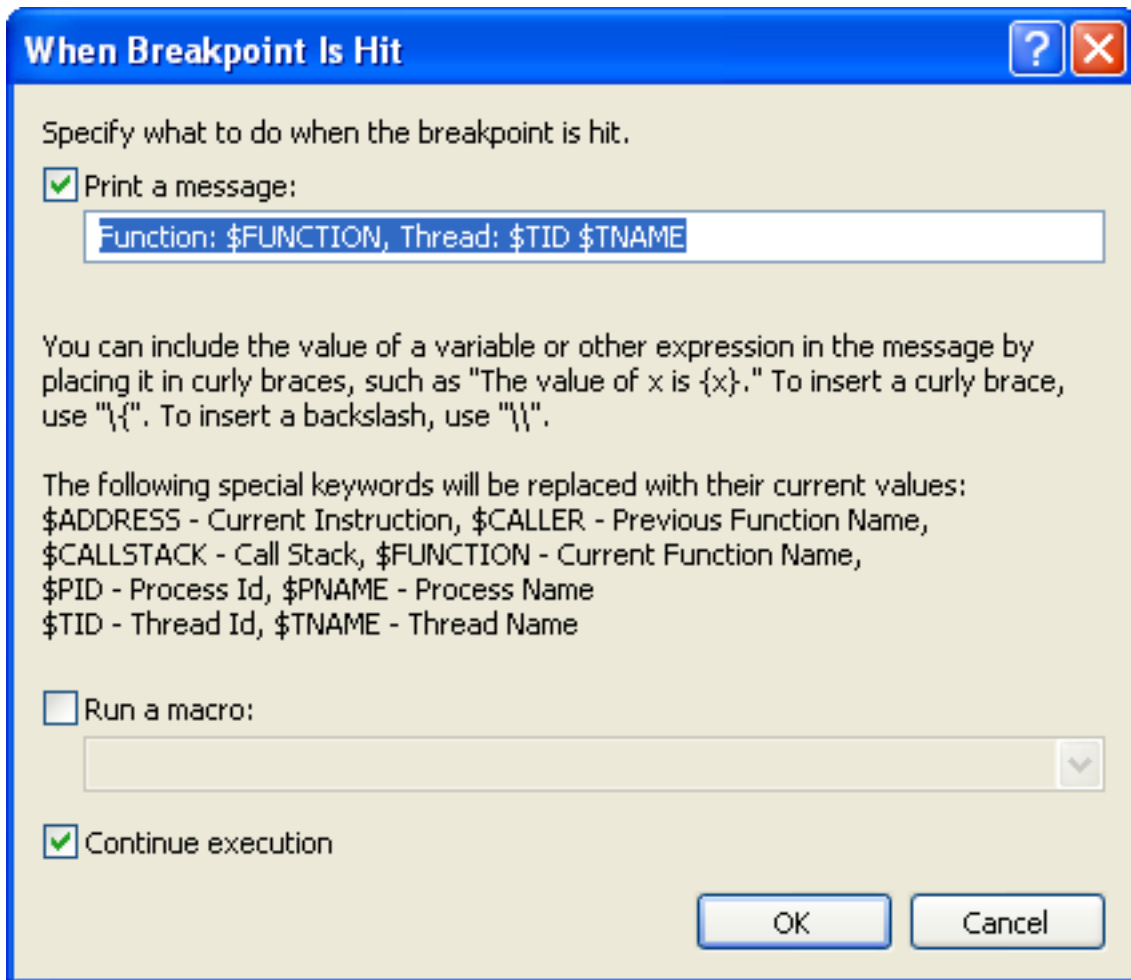 When Breakpoint Is Hit
Specify what to do when the breakpoint is hit.
Print a message:
Function: $FUNCTION, Thread: $TID $TNAME
You can include the value of a variable or other expression in the message by
placing it in curly braces, such as "The value of x is {x}." To insert a curly brace,
use "\{". To insert a backslash, use "\\".
The following special keywords will be replaced with their current values:
$ADDRESS - Current Instruction, $CALLER - Previous Function Name,
$CALLSTACK - Call Stack, $FUNCTION - Current Function Name,
$PID - Process Id, $PNAME - Process Name
$TID - Thread Id, $TNAME - Thread Name
Run a macro:
Continue execution
OK Cancel